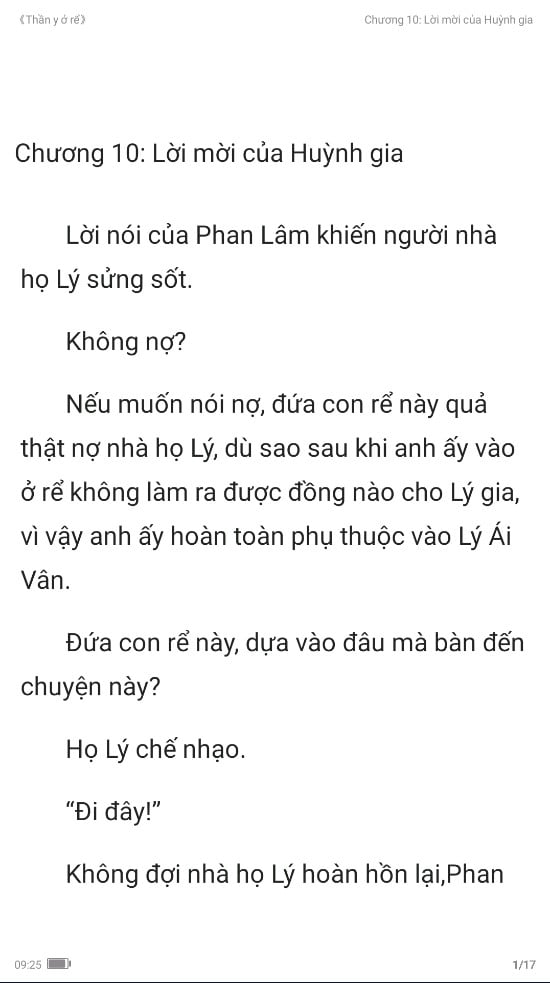 《Thần y ở rể》
Chương 10: Lời mời của Huỳnh gia
Chương 10: Lời mời của Huỳnh gia
Lời nói của Phan Lâm khiến người nhà
họ Lý sửng sốt.
Không nợ?
Nếu muốn nói nợ, đứa con rể này quả
thật nợ nhà họ Lý, dù sao sau khi anh ấy vào
ở rể không làm ra được đồng nào cho Lý gia,
vì vậy anh ấy hoàn toàn phụ thuộc vào Lý Ái
Vân.
Đứa con rể này, dựa vào đâu mà bàn đến
chuyện này?
Họ Lý chế nhạo.
“Đi đây!”
Không đợi nhà họ Lý hoàn hồn lại,Phan
09:25
1/17